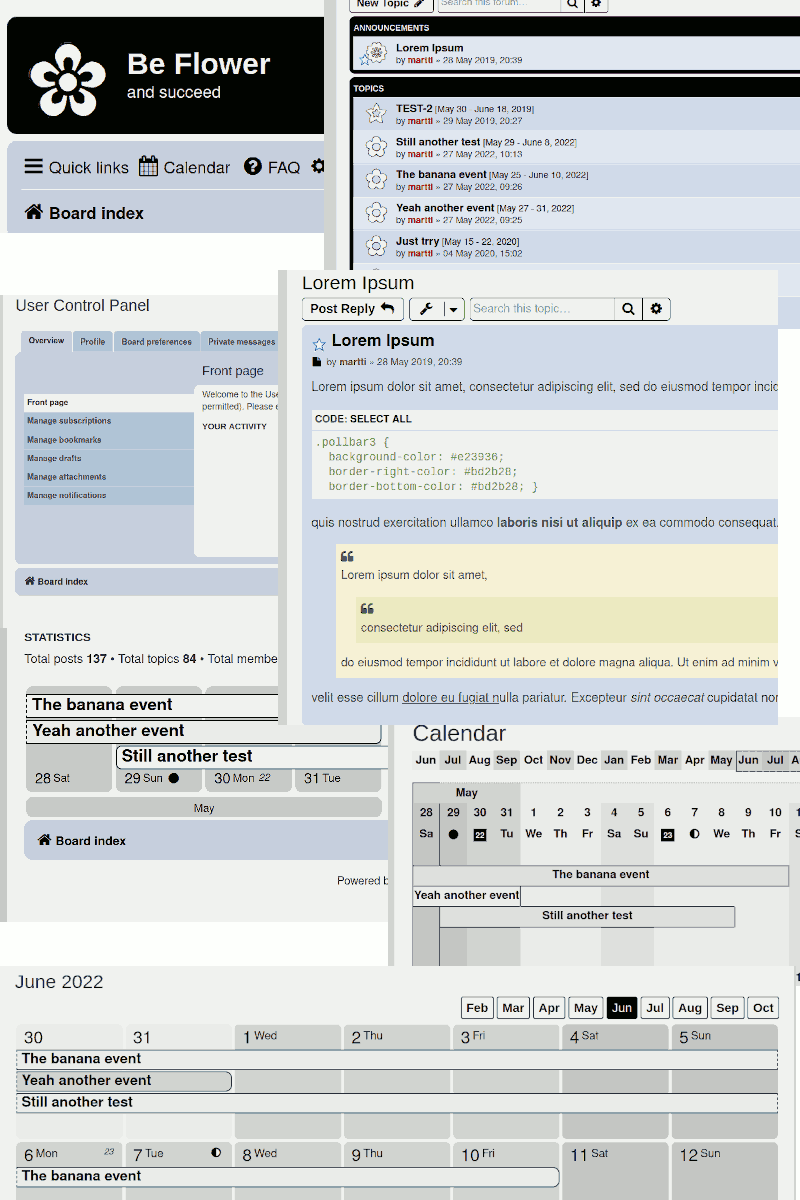 Be Flower
and succeed
Quick links Calendar FAQ
Board index
New Topic Search this forum…
ANNOUNCEMENTS
Lorem Ipsum
by martti » 28 May 2019, 20:39
TOPICS
TEST-2 [May 30 - June 18, 2019]
by martti » 29 May 2019, 20:27
Still another test [May 29 - June 8, 2022]
by martti » 27 May 2022, 10:13
The banana event [May 25 - June 10, 2022]
by martti » 27 May 2022, 09:26
Yeah another event [May 27 - 31, 2022]
by martti » 27 May 2022, 09:25
Just trry [May 15 - 22, 2020]
by martti » 04 May 2020, 15:02
User Control Panel
Overview Profile Board preferences Private messages
Front page
Front page
Manage subscriptions
Manage bookmarks
Manage drafts
Manage attachments
Manage notifications
Welcome to the Use
permitted). Please e
YOUR ACTIVITY
Board index
Lorem Ipsum
Post Reply Search this topic…
Lorem Ipsum
by martti » 28 May 2019, 20:39
Lorem ipsum dolor sit amet, consectetur adipiscing elit, sed do eiusmod tempor incid
CODE: SELECT ALL
.pollbar3 {
background-color: #e23936;
border-right-color: #bd2b28;
border-bottom-color: #bd2b28; }
quis nostrud exercitation ullamco laboris nisi ut aliquip ex ea commodo consequat.
Lorem ipsum dolor sit amet,
consectetur adipiscing elit, sed
do eiusmod tempor incididunt ut labore et dolore magna aliqua. Ut enim ad minim v
velit esse cillum dolore eu fugiat nulla pariatur. Excepteur sint occaecat cupidatat non
STATISTICS
Total posts 137 • Total topics 84 • Total membe
The banana event
Yeah another event
Still another test
28 Sat 29 Sun 30 Mon 22 31 Tue
May
Board index
Powered b
Calendar
Jun Jul Aug Sep Oct Nov Dec Jan Feb Mar Apr May Jun Jul A
May
28 29 30 31 1 2 3 4 5 6 7 8 9 10 1
Sa 22 Tu We Th Fr Sa Su 23 We Th Fr S
The banana event
Yeah another event
Still another test
June 2022
Feb Mar Apr May Jun Jul Aug Sep Oct
30 31 1 Wed 2 Thu 3 Fri 4 Sat 5 Sun
The banana event
Yeah another event
Still another test
6 Mon 23 7 Tue 8 Wed 9 Thu 10 Fri 11 Sat 12 Sun
The banana event